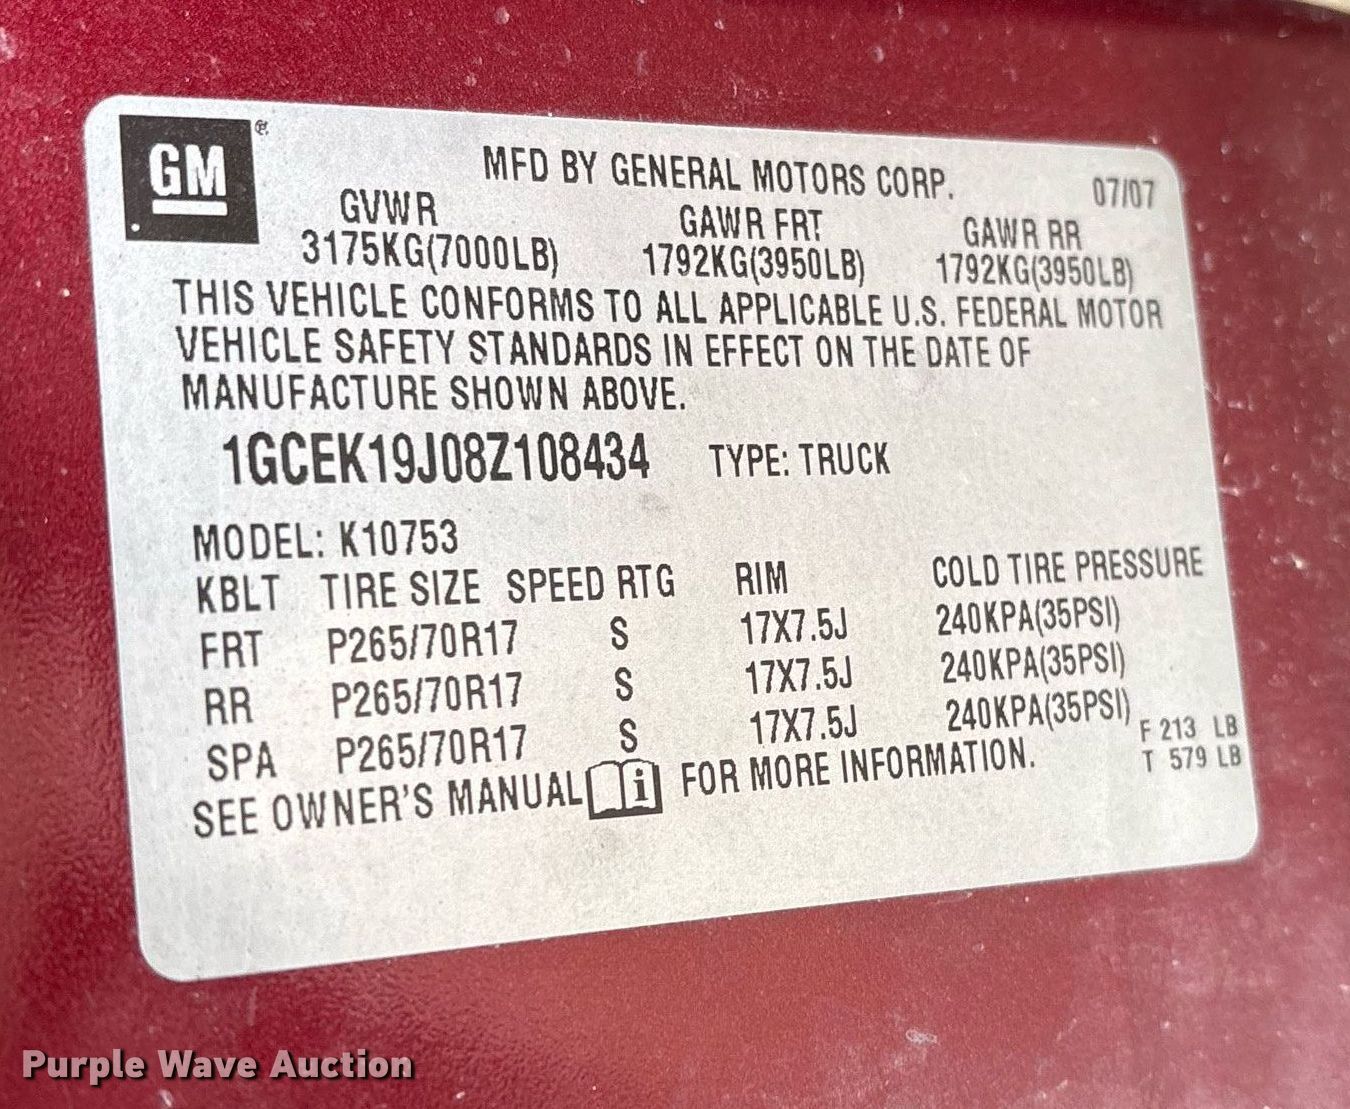 GM ®
MFD BY GENERAL MOTORS CORP. 07/07
GVWR GAWR FRT GAWR RR
3175KG(7000LB) 1792KG(3950LB) 1792KG(3950LB)
THIS VEHICLE CONFORMS TO ALL APPLICABLE U.S. FEDERAL MOTOR
VEHICLE SAFETY STANDARDS IN EFFECT ON THE DATE OF
MANUFACTURE SHOWN ABOVE.
1GCEK19J08Z108434 TYPE: TRUCK
MODEL: K10753
KBLT TIRE SIZE SPEED RTG RIM COLD TIRE PRESSURE
FRT P265/70R17 S 17X7.5J 240KPA(35PSI)
RR P265/70R17 S 17X7.5J 240KPA(35PSI)
SPA P265/70R17 S 17X7.5J 240KPA(35PSI)
F 213 LB
T 579 LB
SEE OWNER'S MANUAL i FOR MORE INFORMATION.
Purple Wave Auction